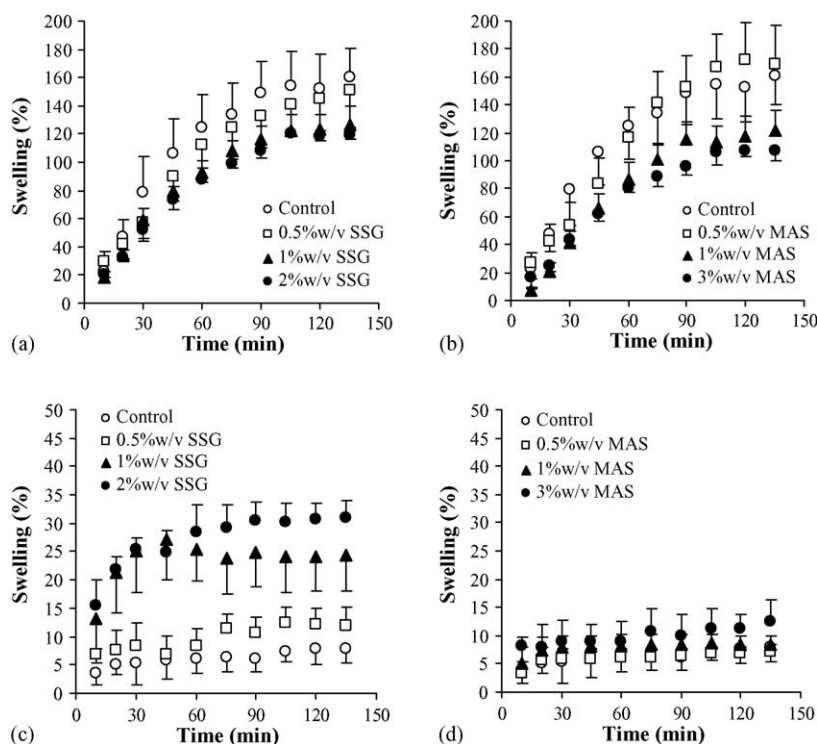 200
180
160
140
120
100
80
60
40
20
0
Swelling (%)
Control
0.5%w/v SSG
1%w/v SSG
2%w/v SSG
0 30 60 90 120 150
Time (min)
(a)
200
180
160
140
120
100
80
60
40
20
0
Swelling (%)
Control
0.5%w/v MAS
1%w/v MAS
3%w/v MAS
0 30 60 90 120 150
Time (min)
(b)
50
45
40
35
30
25
20
15
10
5
0
Swelling (%)
Control
0.5%w/v SSG
1%w/v SSG
2%w/v SSG
0 30 60 90 120 150
Time (min)
(c)
50
45
40
35
30
25
20
15
10
5
0
Swelling (%)
Control
0.5%w/v MAS
1%w/v MAS
3%w/v MAS
0 30 60 90 120 150
Time (min)
(d)